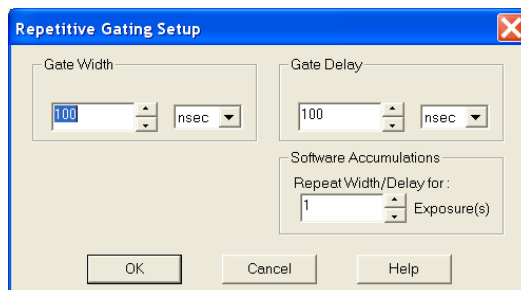 Repetitive Gating Setup
Gate Width
100
nsec
Gate Delay
100
nsec
Software Accumulations
Repeat Width/Delay for :
1
Exposure(s)
OK
Cancel
Help